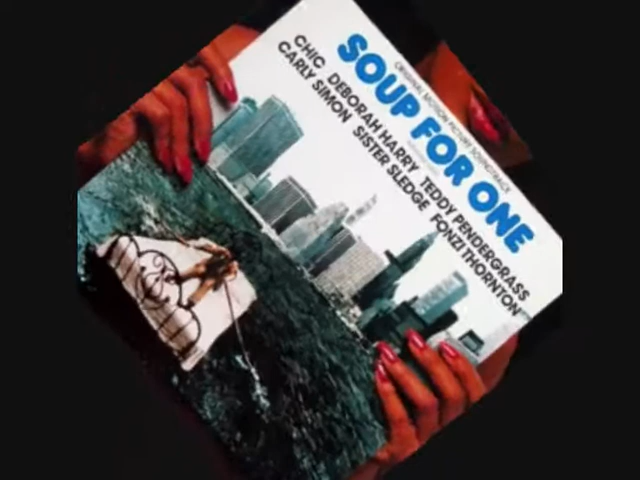 ORIGINAL MOTION PICTURE SOUNDTRACK
SOUP FOR ONE
CHIC DEBORAH HARRY TEDDY PENDERGRASS
CARLY SIMON SISTER SLEDGE FONZI THORNTON